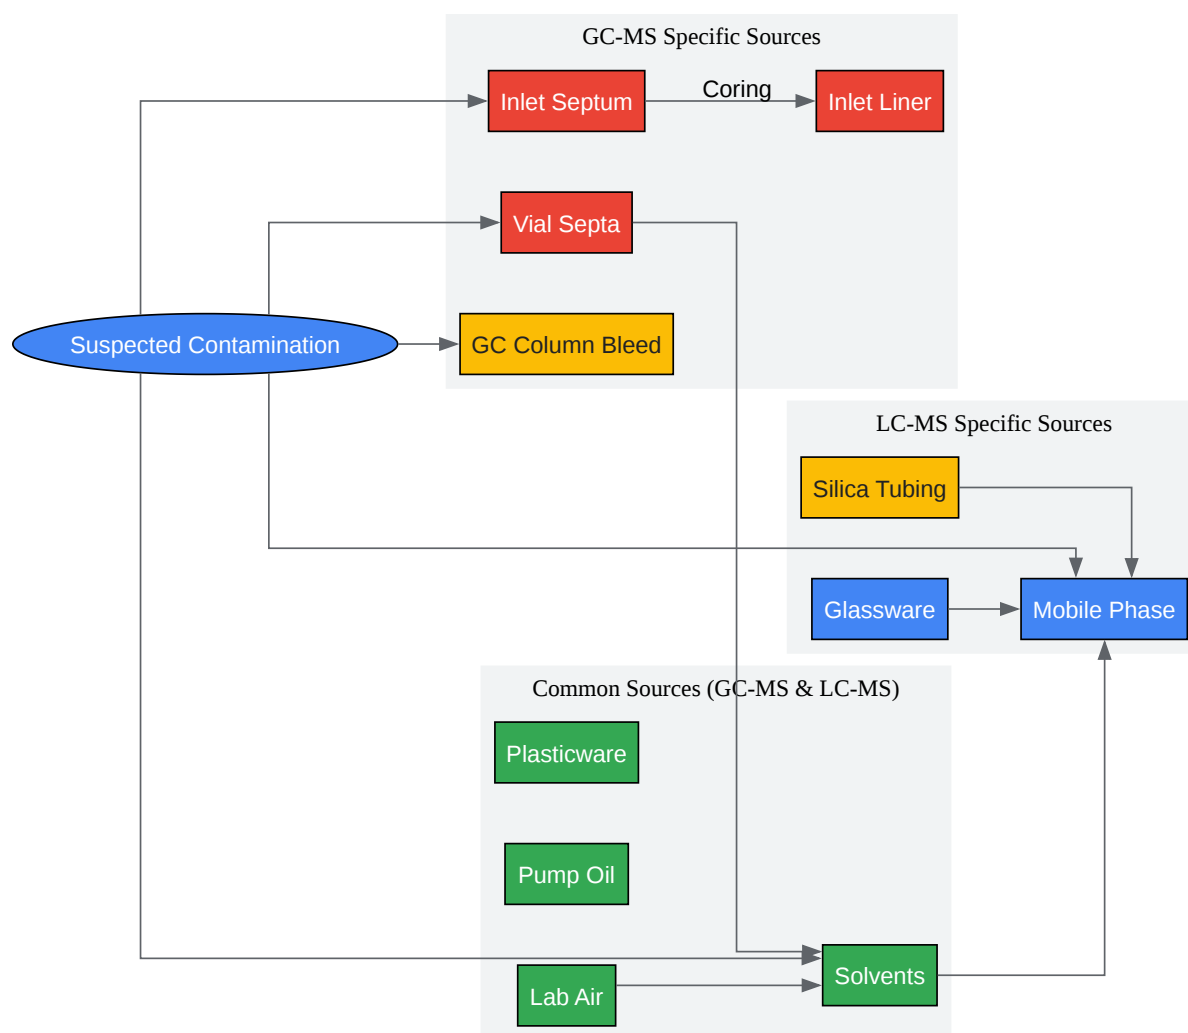 GC-MS Specific Sources
Inlet Septum
Coring
Inlet Liner
Vial Septa
Suspected Contamination
GC Column Bleed
LC-MS Specific Sources
Silica Tubing
Glassware
Mobile Phase
Common Sources (GC-MS & LC-MS)
Plasticware
Pump Oil
Lab Air
Solvents